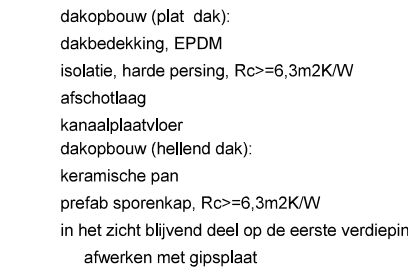 dakopbouw (plat dak):
dakbedekking, EPDM
isolatie, harde persing, Rc>=6,3m2K/W
afschotlaag
kanaalplaatvloer
dakopbouw (hellend dak):
keramische pan
prefab sporenkap, Rc>=6,3m2K/W
in het zicht blijvend deel op de eerste verdiepin
afwerken met gipsplaat